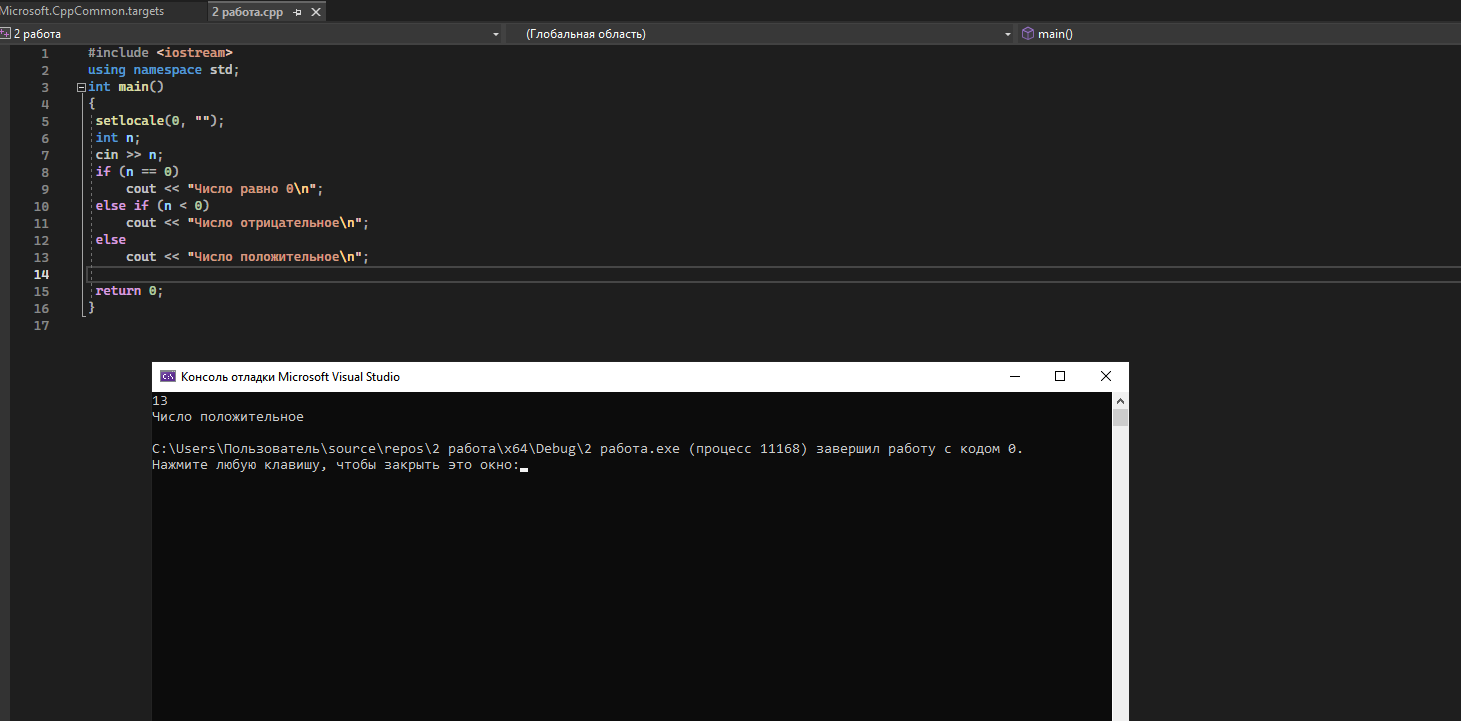 Microsoft.CppCommon.targets 2 работа.cpp
2 работа (Глобальная область) main()
1 #include <iostream>
2 using namespace std;
3 int main()
4 {
5 setlocale(0, "");
6 int n;
7 cin >> n;
8 if (n == 0)
9 cout << "Число равно 0\n";
10 else if (n < 0)
11 cout << "Число отрицательное\n";
12 else
13 cout << "Число положительное\n";
14
15 return 0;
16 }
17
Консоль отладки Microsoft Visual Studio
13
Число положительное
C:\Users\Пользователь\source\repos\2 работа\x64\Debug\2 работа.exe (процесс 11168) завершил работу с кодом 0.
Нажмите любую клавишу, чтобы закрыть это окно: